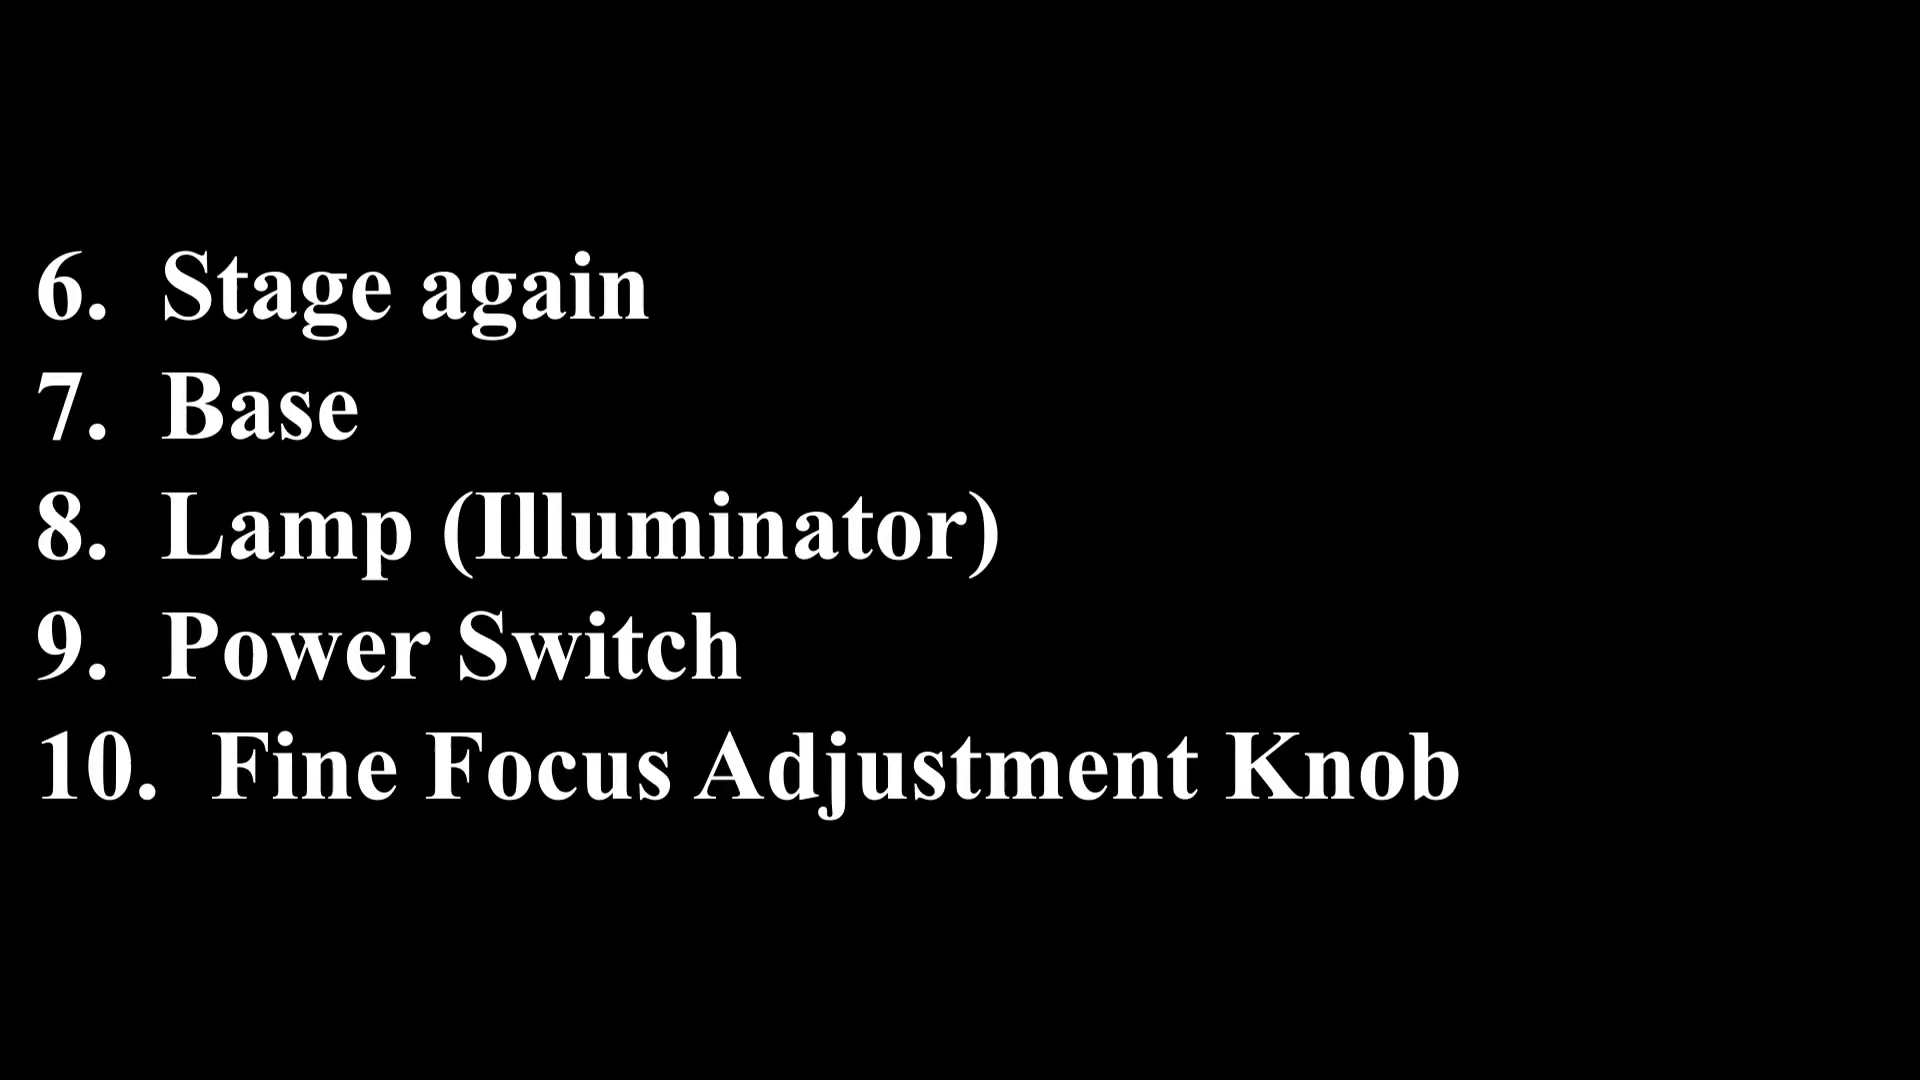 6. Stage again
7. Base
8. Lamp (Illuminator)
9. Power Switch
10. Fine Focus Adjustment Knob